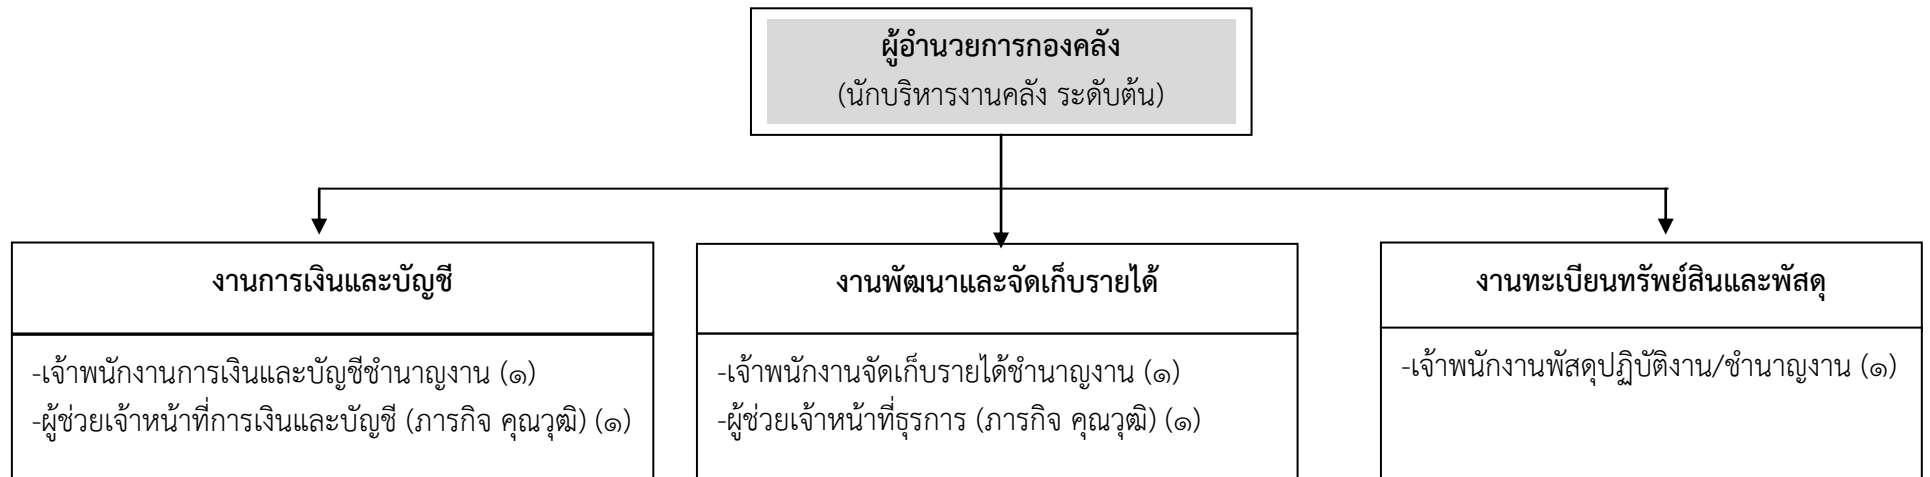 ผู้อำนวยการกองคลัง
(นักบริหารงานคลัง ระดับต้น)
งานการเงินและบัญชี
-เจ้าพนักงานการเงินและบัญชีชำนาญงาน (๑)
-ผู้ช่วยเจ้าหน้าที่การเงินและบัญชี (ภารกิจ คุณวุฒิ) (๑)
งานพัฒนาและจัดเก็บรายได้
-เจ้าพนักงานจัดเก็บรายได้ชำนาญงาน (๑)
-ผู้ช่วยเจ้าหน้าที่ธุรการ (ภารกิจ คุณวุฒิ) (๑)
งานทะเบียนทรัพย์สินและพัสดุ
-เจ้าพนักงานพัสดุปฏิบัติงาน/ชำนาญงาน (๑)